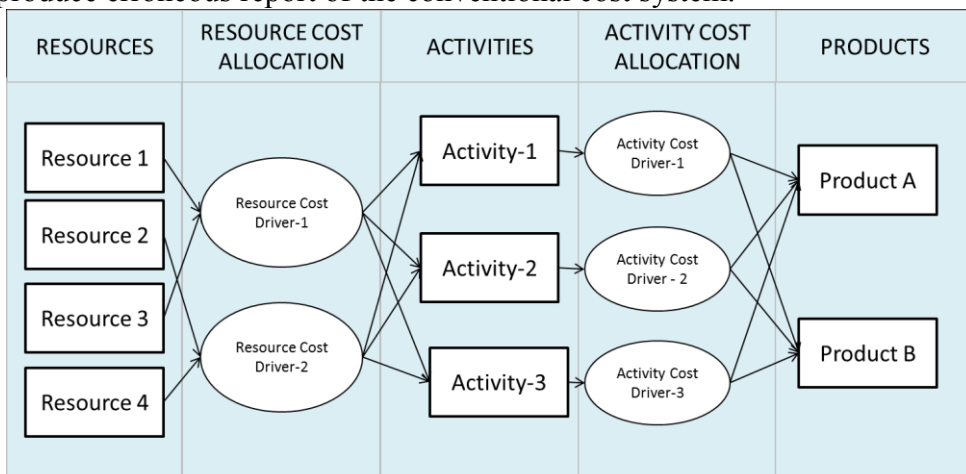 produce erroneous report of the conventional cost system.
RESOURCES
RESOURCE COST
ALLOCATION
ACTIVITIES
ACTIVITY COST
ALLOCATION
PRODUCTS
Resource 1
Resource 2
Resource 3
Resource 4
Resource Cost
Driver-1
Resource Cost
Driver-2
Activity-1
Activity-2
Activity-3
Activity Cost
Driver-1
Activity Cost
Driver - 2
Activity Cost
Driver-3
Product A
Product B